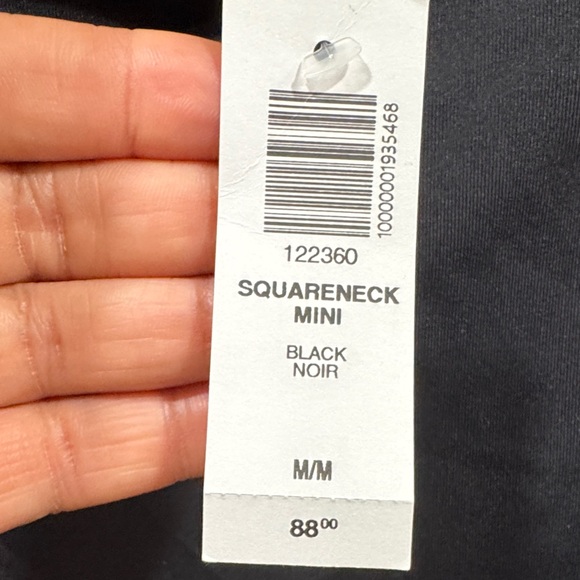 10000001935468
122360
SQUARENECK
MINI
BLACK
NOIR
M/M
88⁰⁰